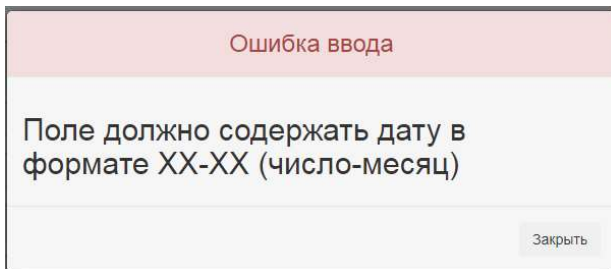 Ошибка ввода
Поле должно содержать дату в
формате XX-XX (число-месяц)
Закрыть